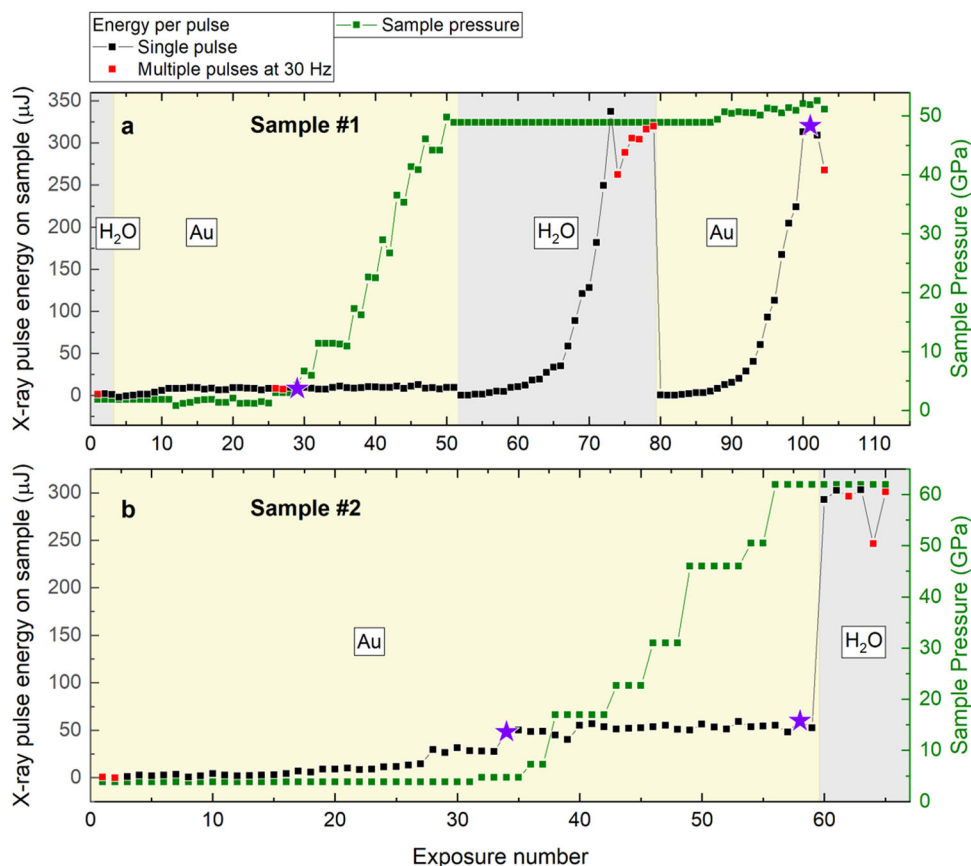 Energy per pulse
Single pulse
Multiple pulses at 30 Hz
Sample pressure
X-ray pulse energy on sample (μJ)
350
300
250
200
150
100
50
0
a
Sample #1
H₂O
Au
H₂O
Au
50
40
30
20
10
0
Sample Pressure (GPa)
0 10 20 30 40 50 60 70 80 90 100 110
X-ray pulse energy on sample (μJ)
300
250
200
150
100
50
0
b
Sample #2
Au
H₂O
60
50
40
30
20
10
0
Sample Pressure (GPa)
0 10 20 30 40 50 60
Exposure number